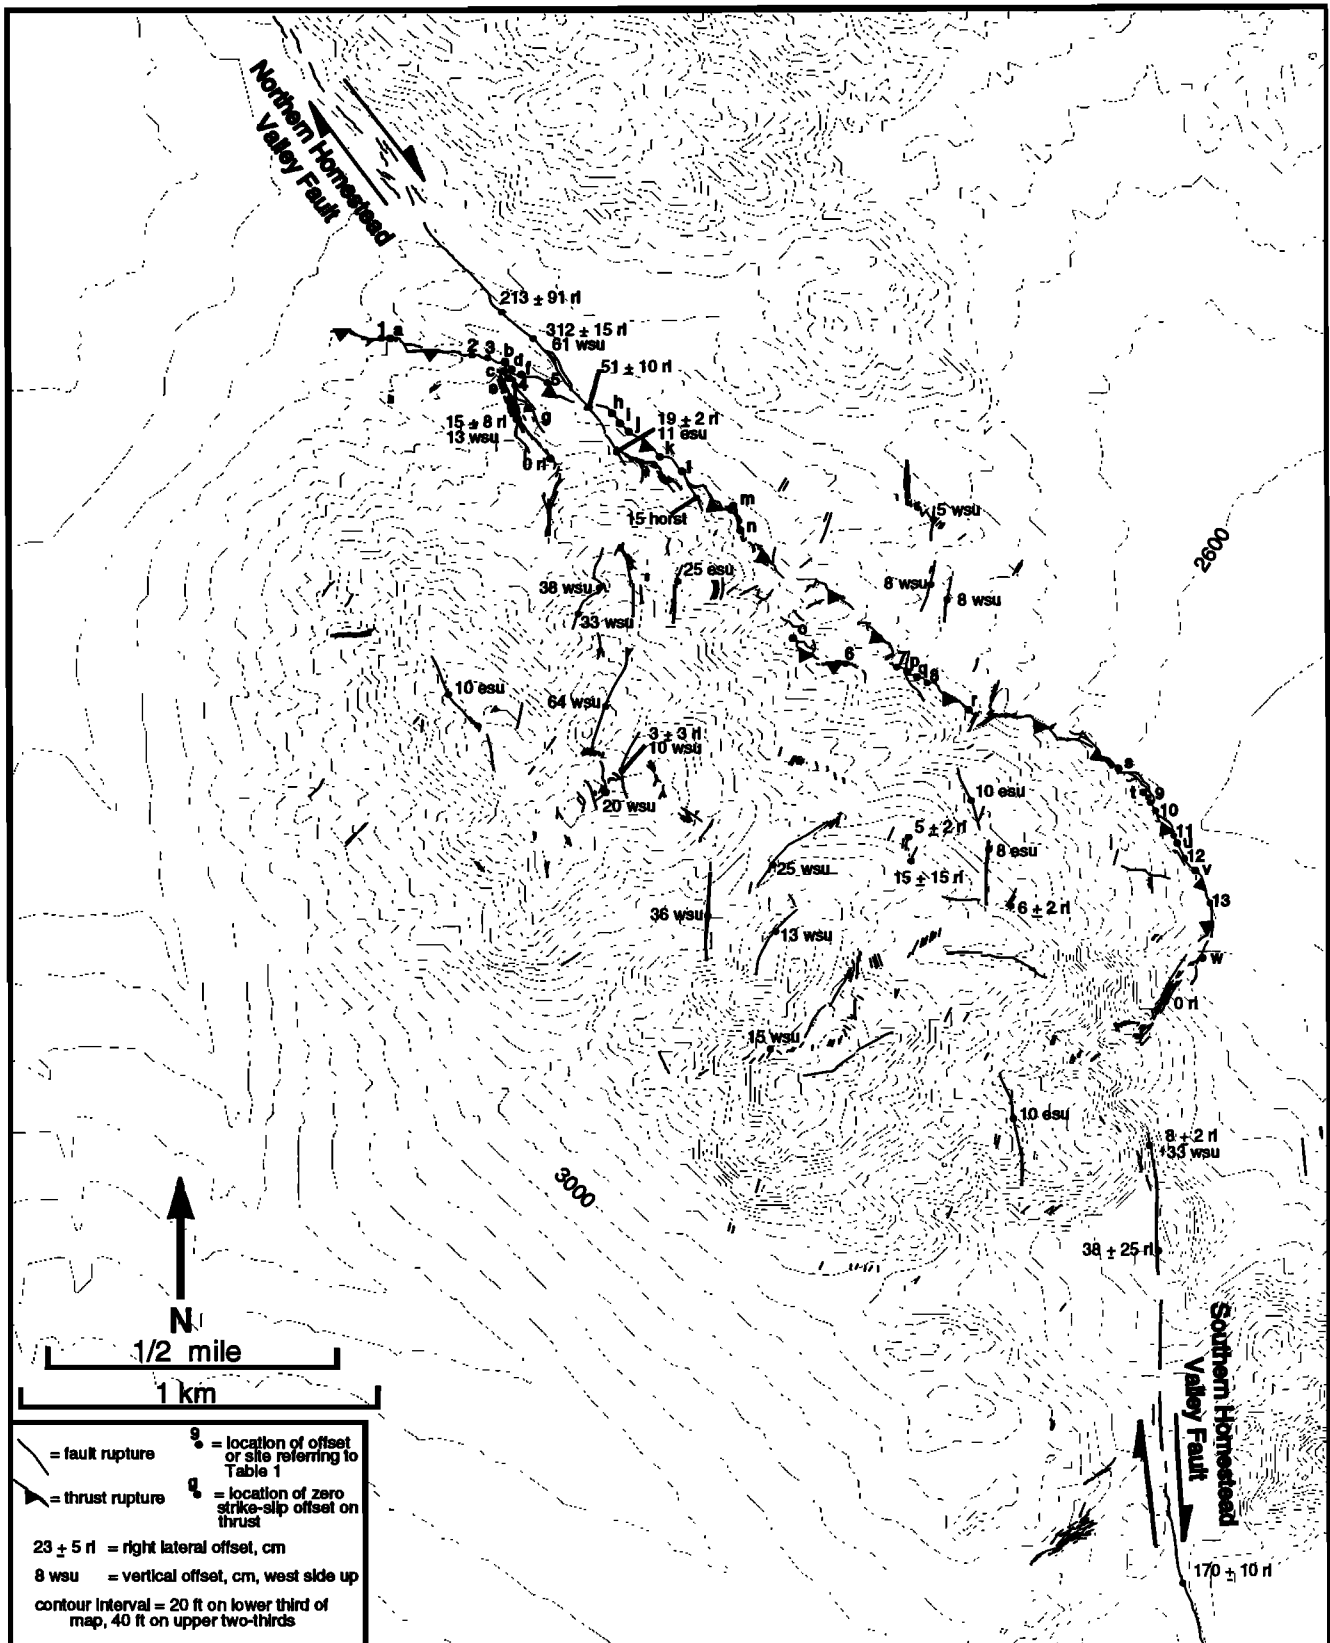 Northern Homestead
Valley Fault
213 ± 91 rl
312 ± 15 rl
61 wsu
51 ± 10 rl
1 a
2 3 b
c d f
e 4 5
g
h
i
j
k
l
m
n
15 ± 8 rl
13 wsu
0 rl
19 ± 2 rl
11 esu
15 horst
5 wsu
2600
25 esu
8 wsu
8 wsu
38 wsu
33 wsu
o
6
7 p
q 8
r
10 esu
64 wsu
3 ± 3 rl
10 wsu
20 wsu
s
t 9
10
11
u
12
v
13
w
10 esu
5 ± 2 rl
8 esu
15 ± 15 rl
6 ± 2 rl
25 wsu
36 wsu
13 wsu
15 wsu
0 rl
10 esu
8 ± 2 rl
33 wsu
3000
38 ± 25 rl
N
1/2 mile
1 km
Southern Homestead
Valley Fault
170 ± 10 rl
= fault rupture
9
= location of offset
or site referring to
Table 1
= thrust rupture
q
= location of zero
strike-slip offset on
thrust
23 ± 5 rl = right lateral offset, cm
8 wsu = vertical offset, cm, west side up
contour interval = 20 ft on lower third of
map, 40 ft on upper two-thirds